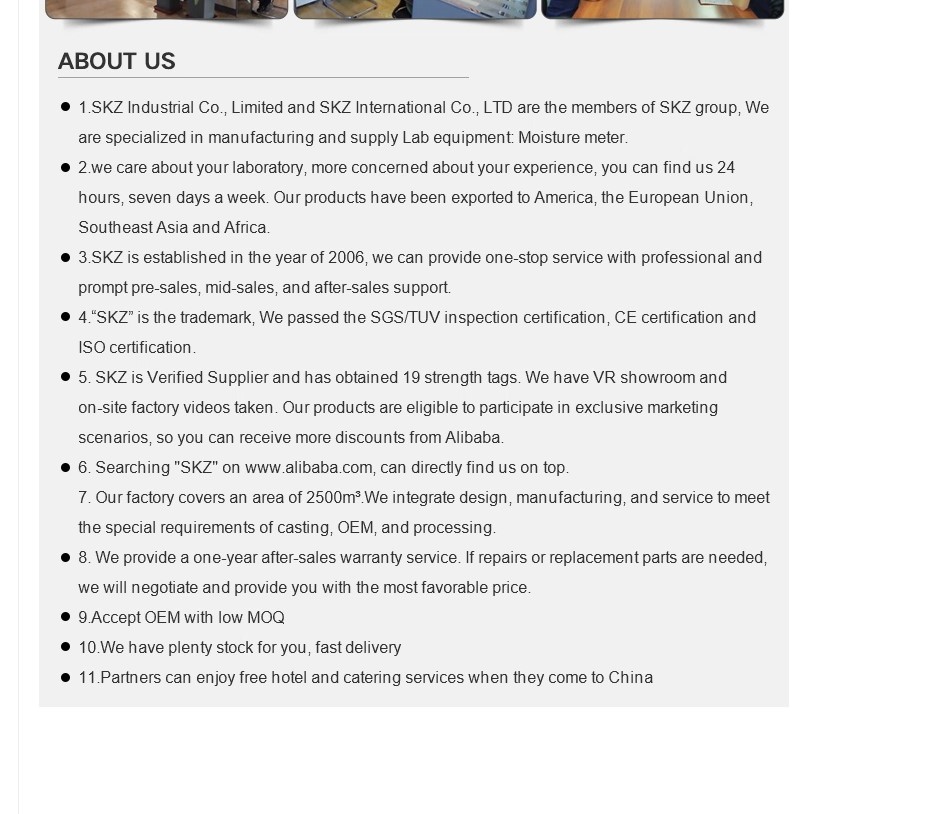 ABOUT US
1.SKZ Industrial Co., Limited and SKZ International Co., LTD are the members of SKZ group, We
are specialized in manufacturing and supply Lab equipment: Moisture meter.
2.we care about your laboratory, more concerned about your experience, you can find us 24
hours, seven days a week. Our products have been exported to America, the European Union,
Southeast Asia and Africa.
3.SKZ is established in the year of 2006, we can provide one-stop service with professional and
prompt pre-sales, mid-sales, and after-sales support.
4.“SKZ” is the trademark, We passed the SGS/TUV inspection certification, CE certification and
ISO certification.
5. SKZ is Verified Supplier and has obtained 19 strength tags. We have VR showroom and
on-site factory videos taken. Our products are eligible to participate in exclusive marketing
scenarios, so you can receive more discounts from Alibaba.
6. Searching "SKZ" on www.alibaba.com, can directly find us on top.
7. Our factory covers an area of 2500m³.We integrate design, manufacturing, and service to meet
the special requirements of casting, OEM, and processing.
8. We provide a one-year after-sales warranty service. If repairs or replacement parts are needed,
we will negotiate and provide you with the most favorable price.
9.Accept OEM with low MOQ
10.We have plenty stock for you, fast delivery
11.Partners can enjoy free hotel and catering services when they come to China